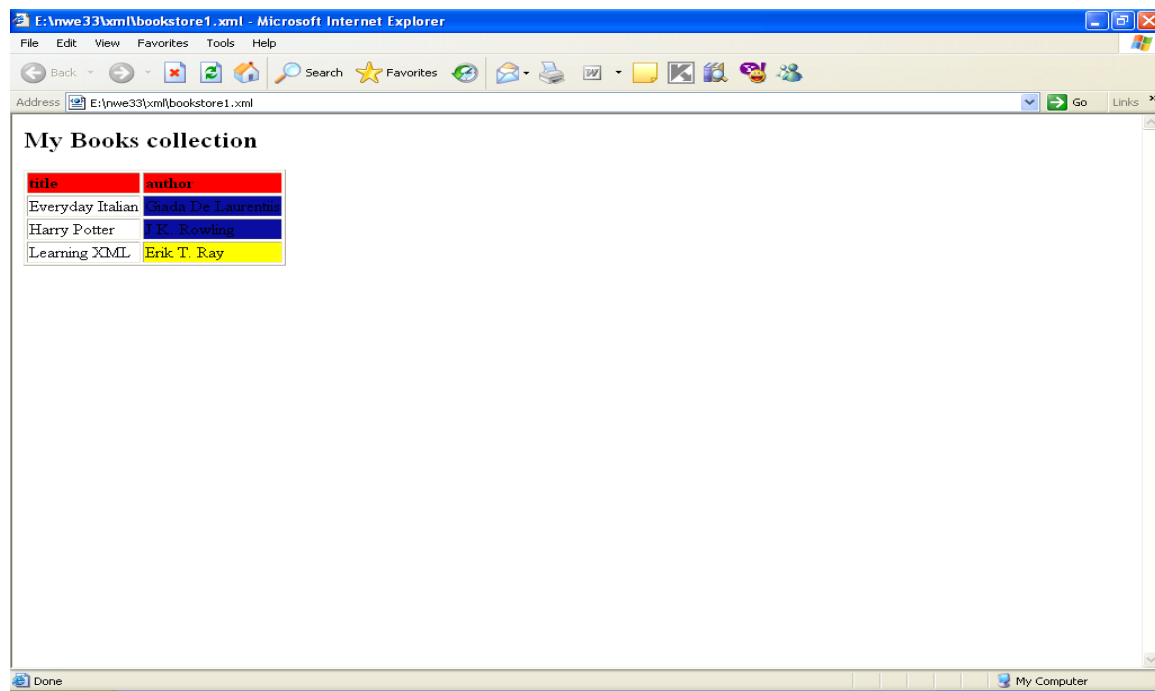 E:\nwe33\xml\bookstore1.xml - Microsoft Internet Explorer
File Edit View Favorites Tools Help
Back Search Favorites
Address E:\nwe33\xml\bookstore1.xml Go Links »
My Books collection
title author
Everyday Italian Giada De Laurentiis
Harry Potter J K. Rowling
Learning XML Erik T. Ray
Done My Computer